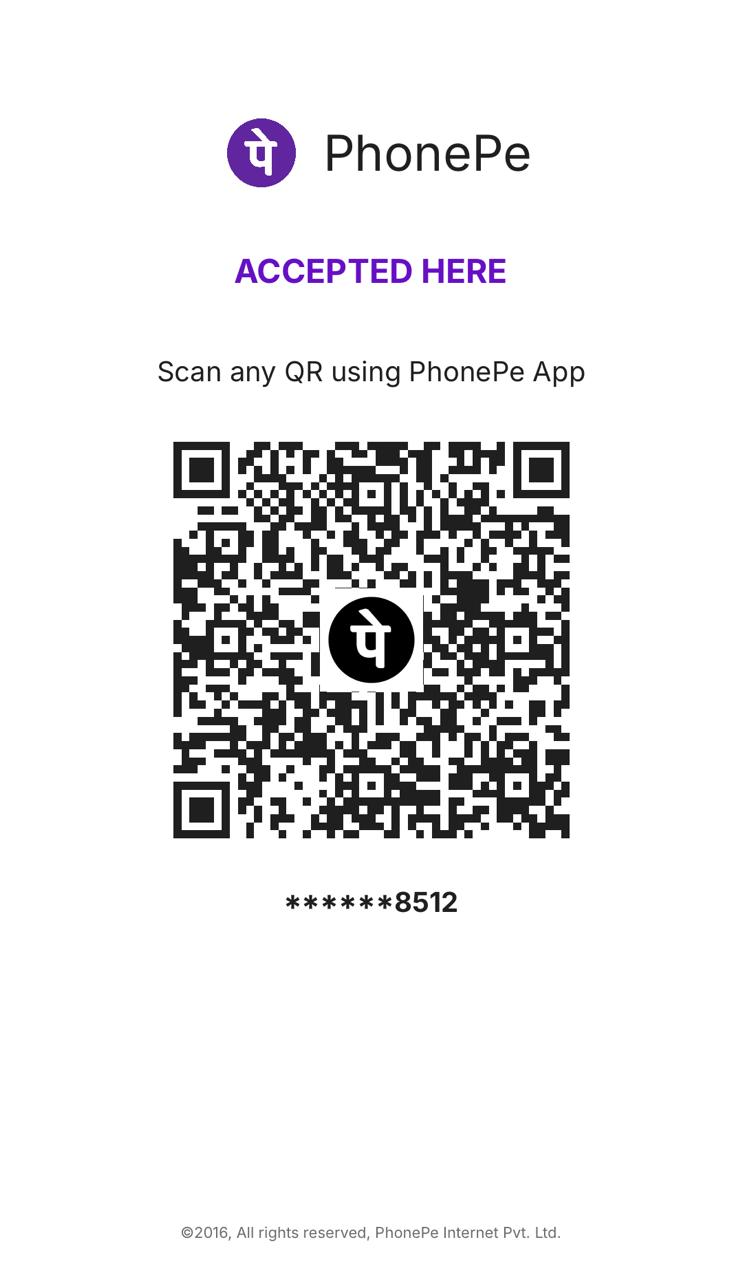 पे PhonePe
ACCEPTED HERE
Scan any QR using PhonePe App
पे
******8512
©2016, All rights reserved, PhonePe Internet Pvt. Ltd.